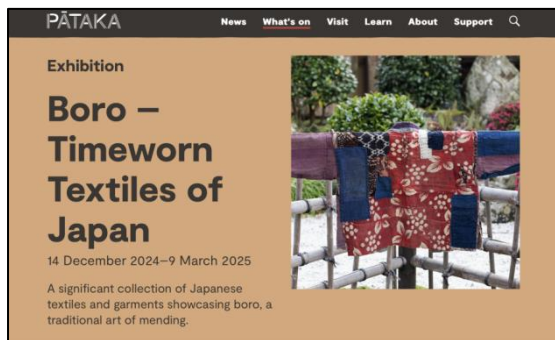 PĀTAKA
News What's on Visit Learn About Support
Exhibition
Boro –
Timeworn
Textiles of
Japan
14 December 2024–9 March 2025
A significant collection of Japanese
textiles and garments showcasing boro, a
traditional art of mending.